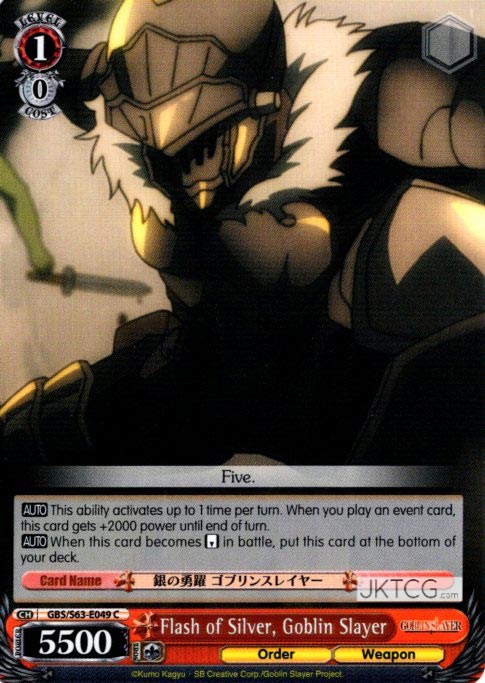 LEVEL
1
0
COST
Five.
AUTO This ability activates up to 1 time per turn. When you play an event card,
this card gets +2000 power until end of turn.
AUTO When this card becomes in battle, put this card at the bottom of
your deck.
Card Name 銀の勇躍 ゴブリンスレイヤー
JKTCG.com
CH GBS/S63-E049 C
POWER 5500
SOUL
Flash of Silver, Goblin Slayer
GOBLIN SLAYER
Order Weapon
©Kumo Kagyu・SB Creative Corp./Goblin Slayer Project.